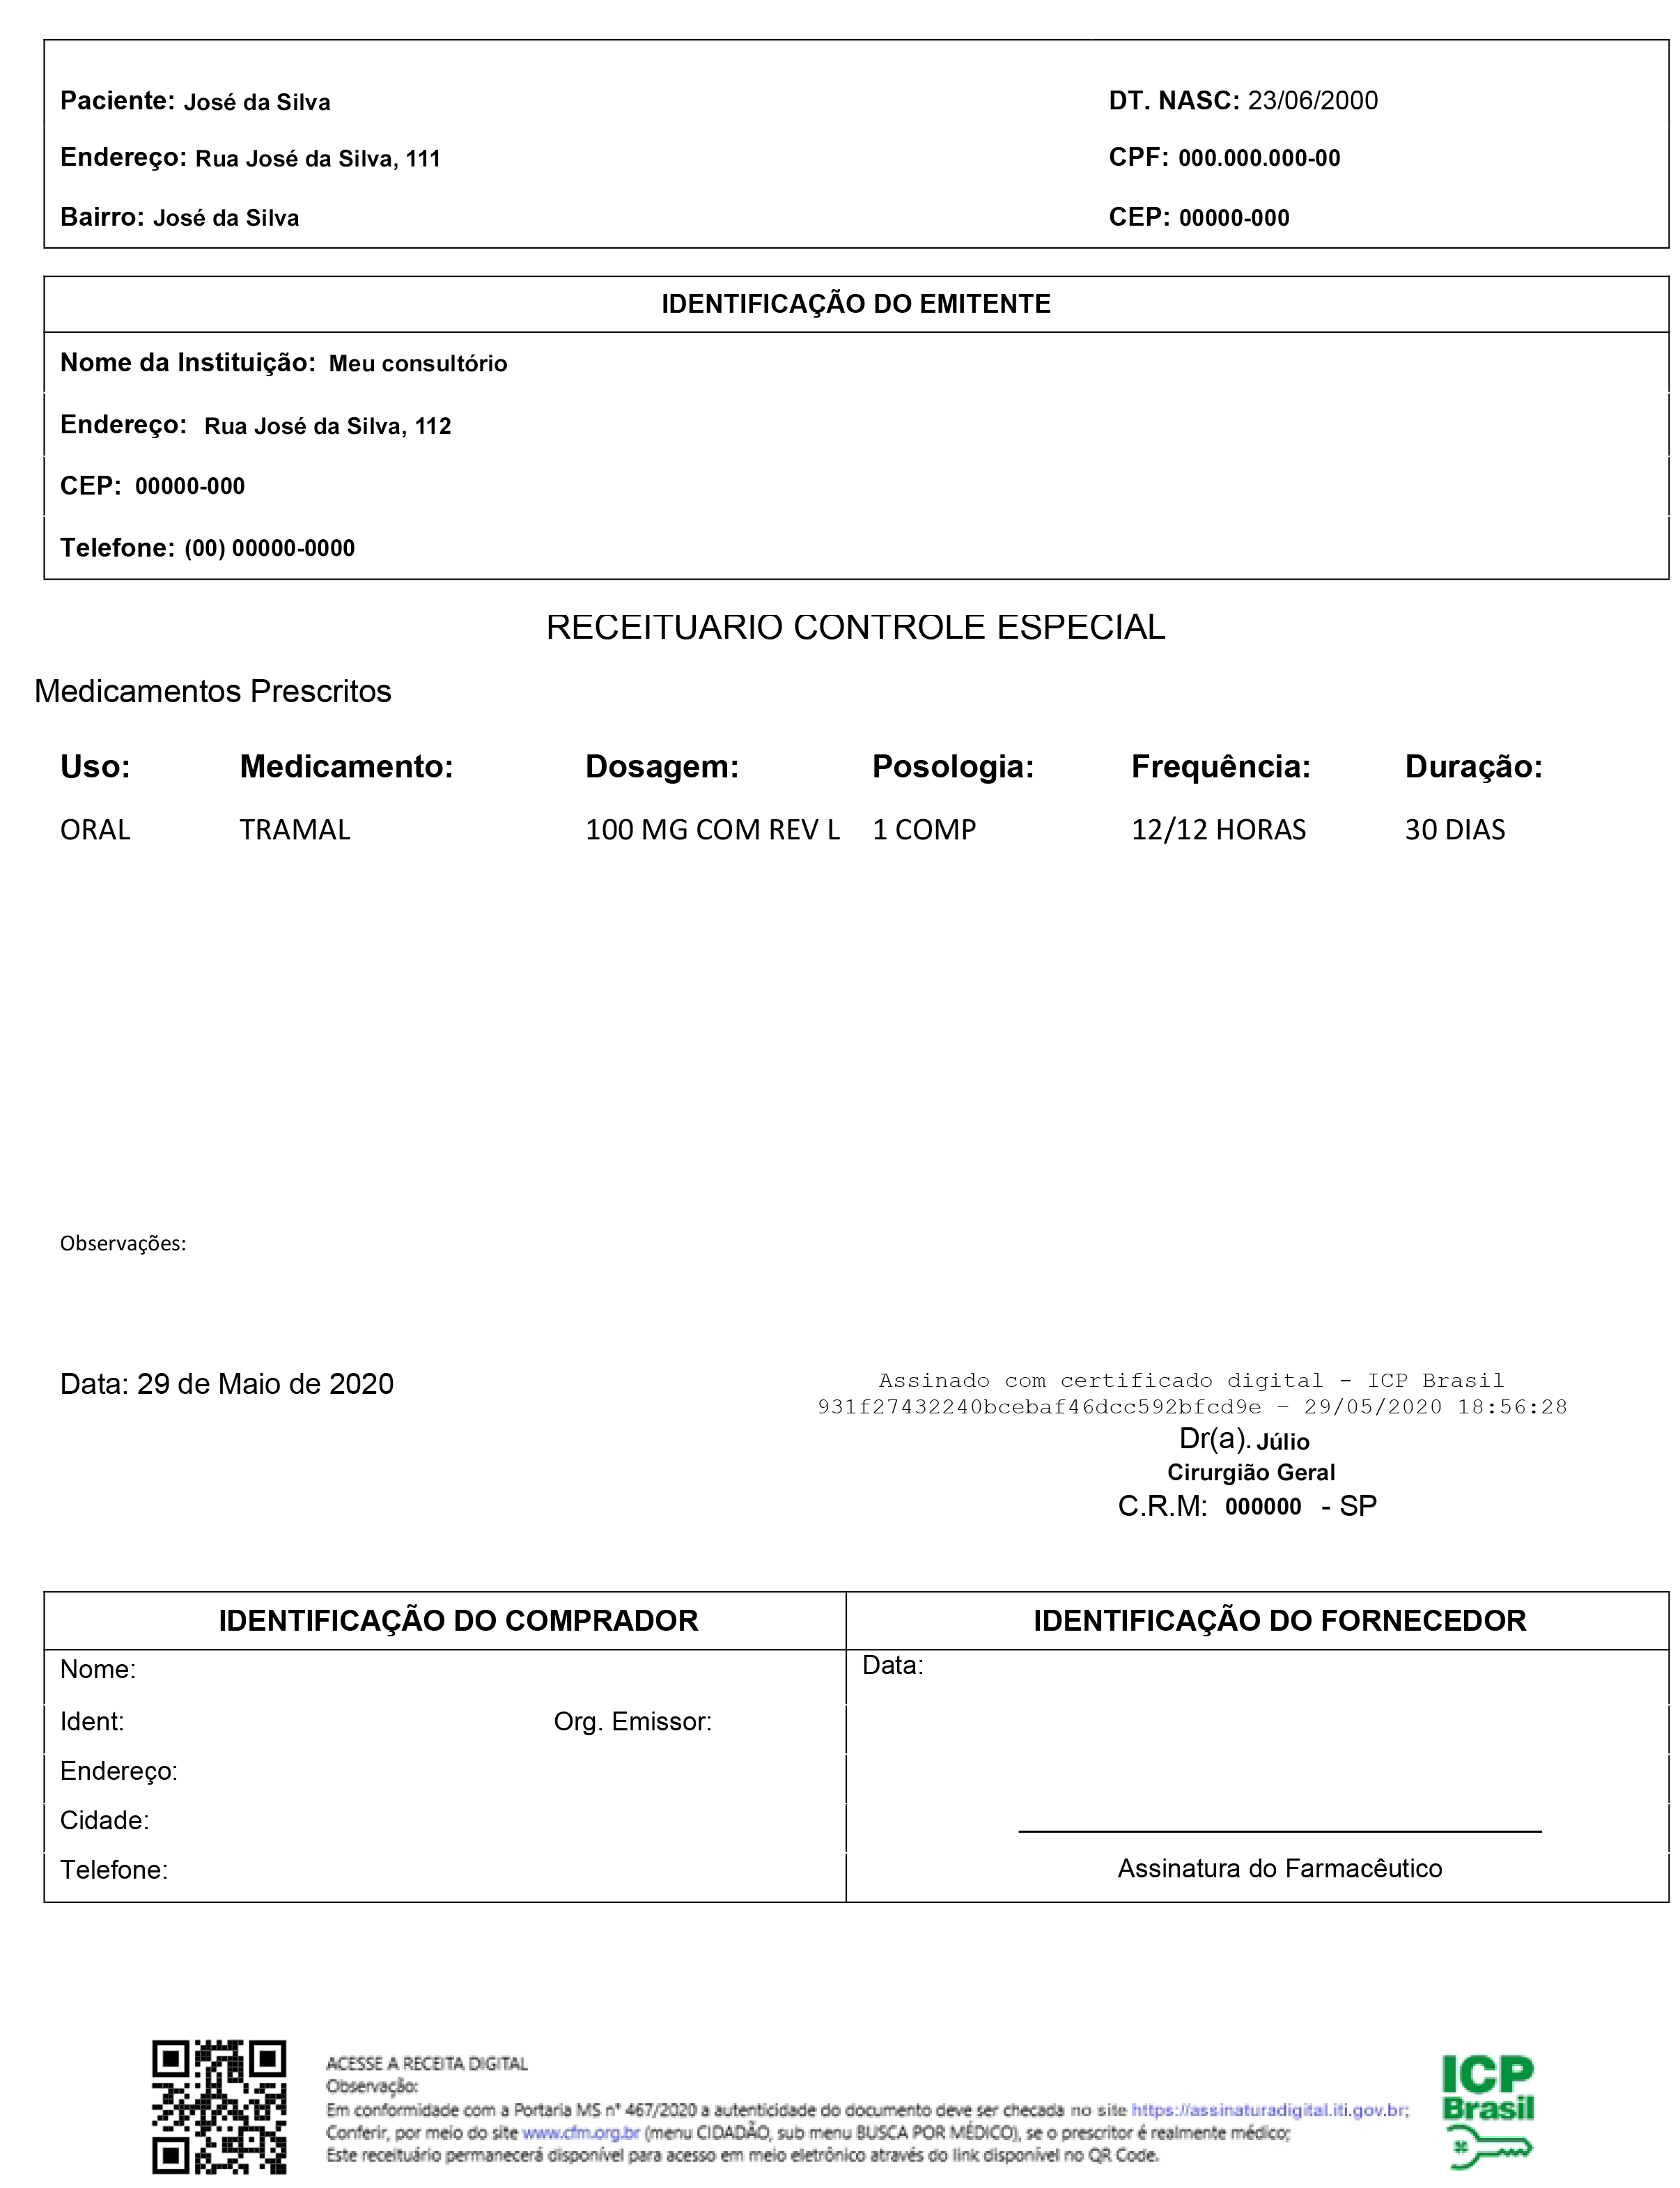 Paciente: José da Silva DT. NASC: 23/06/2000
Endereço: Rua José da Silva, 111 CPF: 000.000.000-00
Bairro: José da Silva CEP: 00000-000
IDENTIFICAÇÃO DO EMITENTE
Nome da Instituição: Meu consultório
Endereço: Rua José da Silva, 112
CEP: 00000-000
Telefone: (00) 00000-0000
RECEITUARIO CONTROLE ESPECIAL
Medicamentos Prescritos
Uso: Medicamento: Dosagem: Posologia: Frequência: Duração:
ORAL TRAMAL 100 MG COM REV L 1 COMP 12/12 HORAS 30 DIAS
Observações:
Data: 29 de Maio de 2020
Assinado com certificado digital - ICP Brasil
931f27432240bcebaf46dcc592bfcd9e – 29/05/2020 18:56:28
Dr(a). Júlio
Cirurgião Geral
C.R.M: 000000 - SP
IDENTIFICAÇÃO DO COMPRADOR IDENTIFICAÇÃO DO FORNECEDOR
Nome: Data:
Ident: Org. Emissor:
Endereço:
Cidade:
Telefone: Assinatura do Farmacêutico
ACESSE A RECEITA DIGITAL
Observação:
Em conformidade com a Portaria MS n° 467/2020 a autenticidade do documento deve ser checada no site https://assinaturadigital.iti.gov.br;
Conferir, por meio do site www.cfm.org.br (menu CIDADÃO, sub menu BUSCA POR MÉDICO), se o prescritor é realmente médico;
Este receituário permanecerá disponível para acesso em meio eletrônico através do link disponível no QR Code.
ICP
Brasil